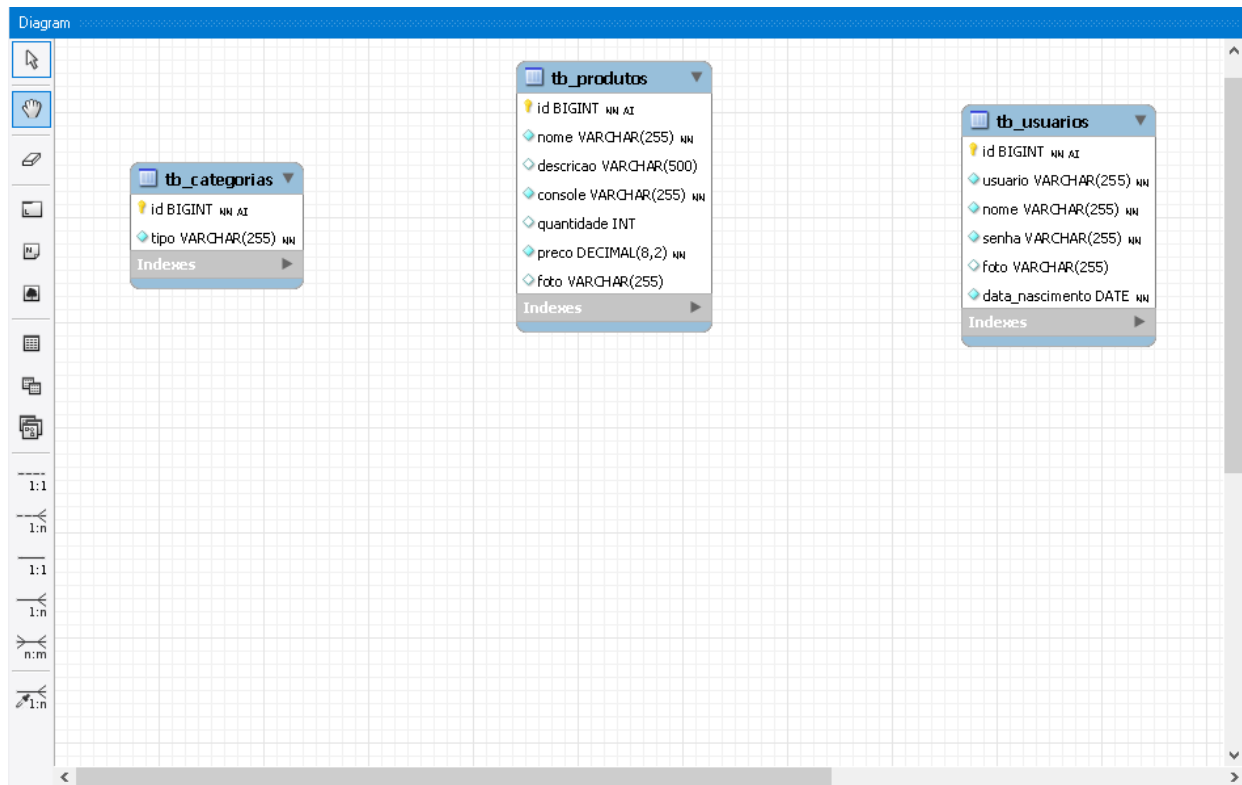 Diagram
tb_categorias
id BIGINT NN AI
tipo VARCHAR(255) NN
Indexes
tb_produtos
id BIGINT NN AI
nome VARCHAR(255) NN
descricao VARCHAR(500)
console VARCHAR(255) NN
quantidade INT
preco DECIMAL(8,2) NN
foto VARCHAR(255)
Indexes
tb_usuarios
id BIGINT NN AI
usuario VARCHAR(255) NN
nome VARCHAR(255) NN
senha VARCHAR(255) NN
foto VARCHAR(255)
data_nascimento DATE NN
Indexes
1:1
1:n
1:1
1:n
n:m
1:n